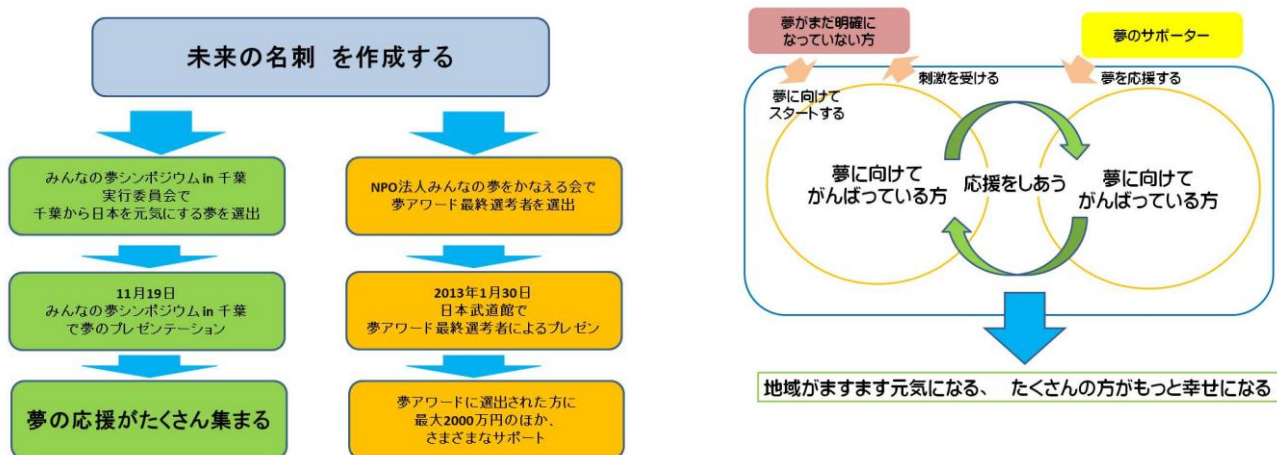 未来の名刺 を作成する
みんなの夢シンポジウム in 千葉
実行委員会で
千葉から日本を元気にする夢を選出
11月19日
みんなの夢シンポジウム in 千葉
で夢のプレゼンテーション
夢の応援がたくさん集まる
NPO法人みんなの夢をかなえる会で
夢アワード最終選考者を選出
2013年1月30日
日本武道館で
夢アワード最終選考者によるプレゼン
夢アワードに選出された方に
最大2000万円のほか、
さまざまなサポート
夢がまだ明確に
なっていない方
夢のサポーター
刺激を受ける
夢を応援する
夢に向けて
スタートする
夢に向けて
がんばっている方
応援をしあう
夢に向けて
がんばっている方
地域がますます元気になる、 たくさんの方がもっと幸せになる